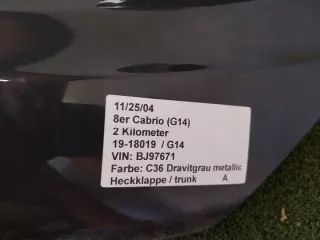 11/25/04
8er Cabrio (G14)
2 Kilometer
19-18019 / G14
VIN: BJ97671
Farbe: C36 Dravitgrau metallic
Heckklappe / trunk A